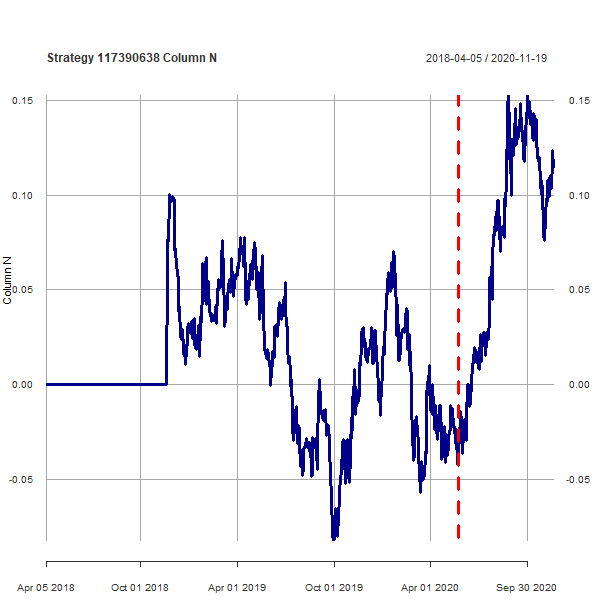 Strategy 117390638 Column N
2018-04-05 / 2020-11-19
0.15
0.15
0.10
0.10
Column N
0.05
0.05
0.00
0.00
-0.05
-0.05
Apr 05 2018
Oct 01 2018
Apr 01 2019
Oct 01 2019
Apr 01 2020
Sep 30 2020